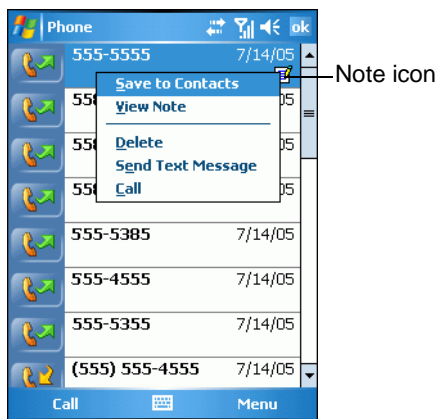 Phone ok
555-5555 7/14/05
Note icon
Save to Contacts
View Note
Delete
Send Text Message
Call
555-5385 7/14/05
555-4555 7/14/05
555-5355 7/14/05
(555) 555-4555 7/14/05
Call Menu